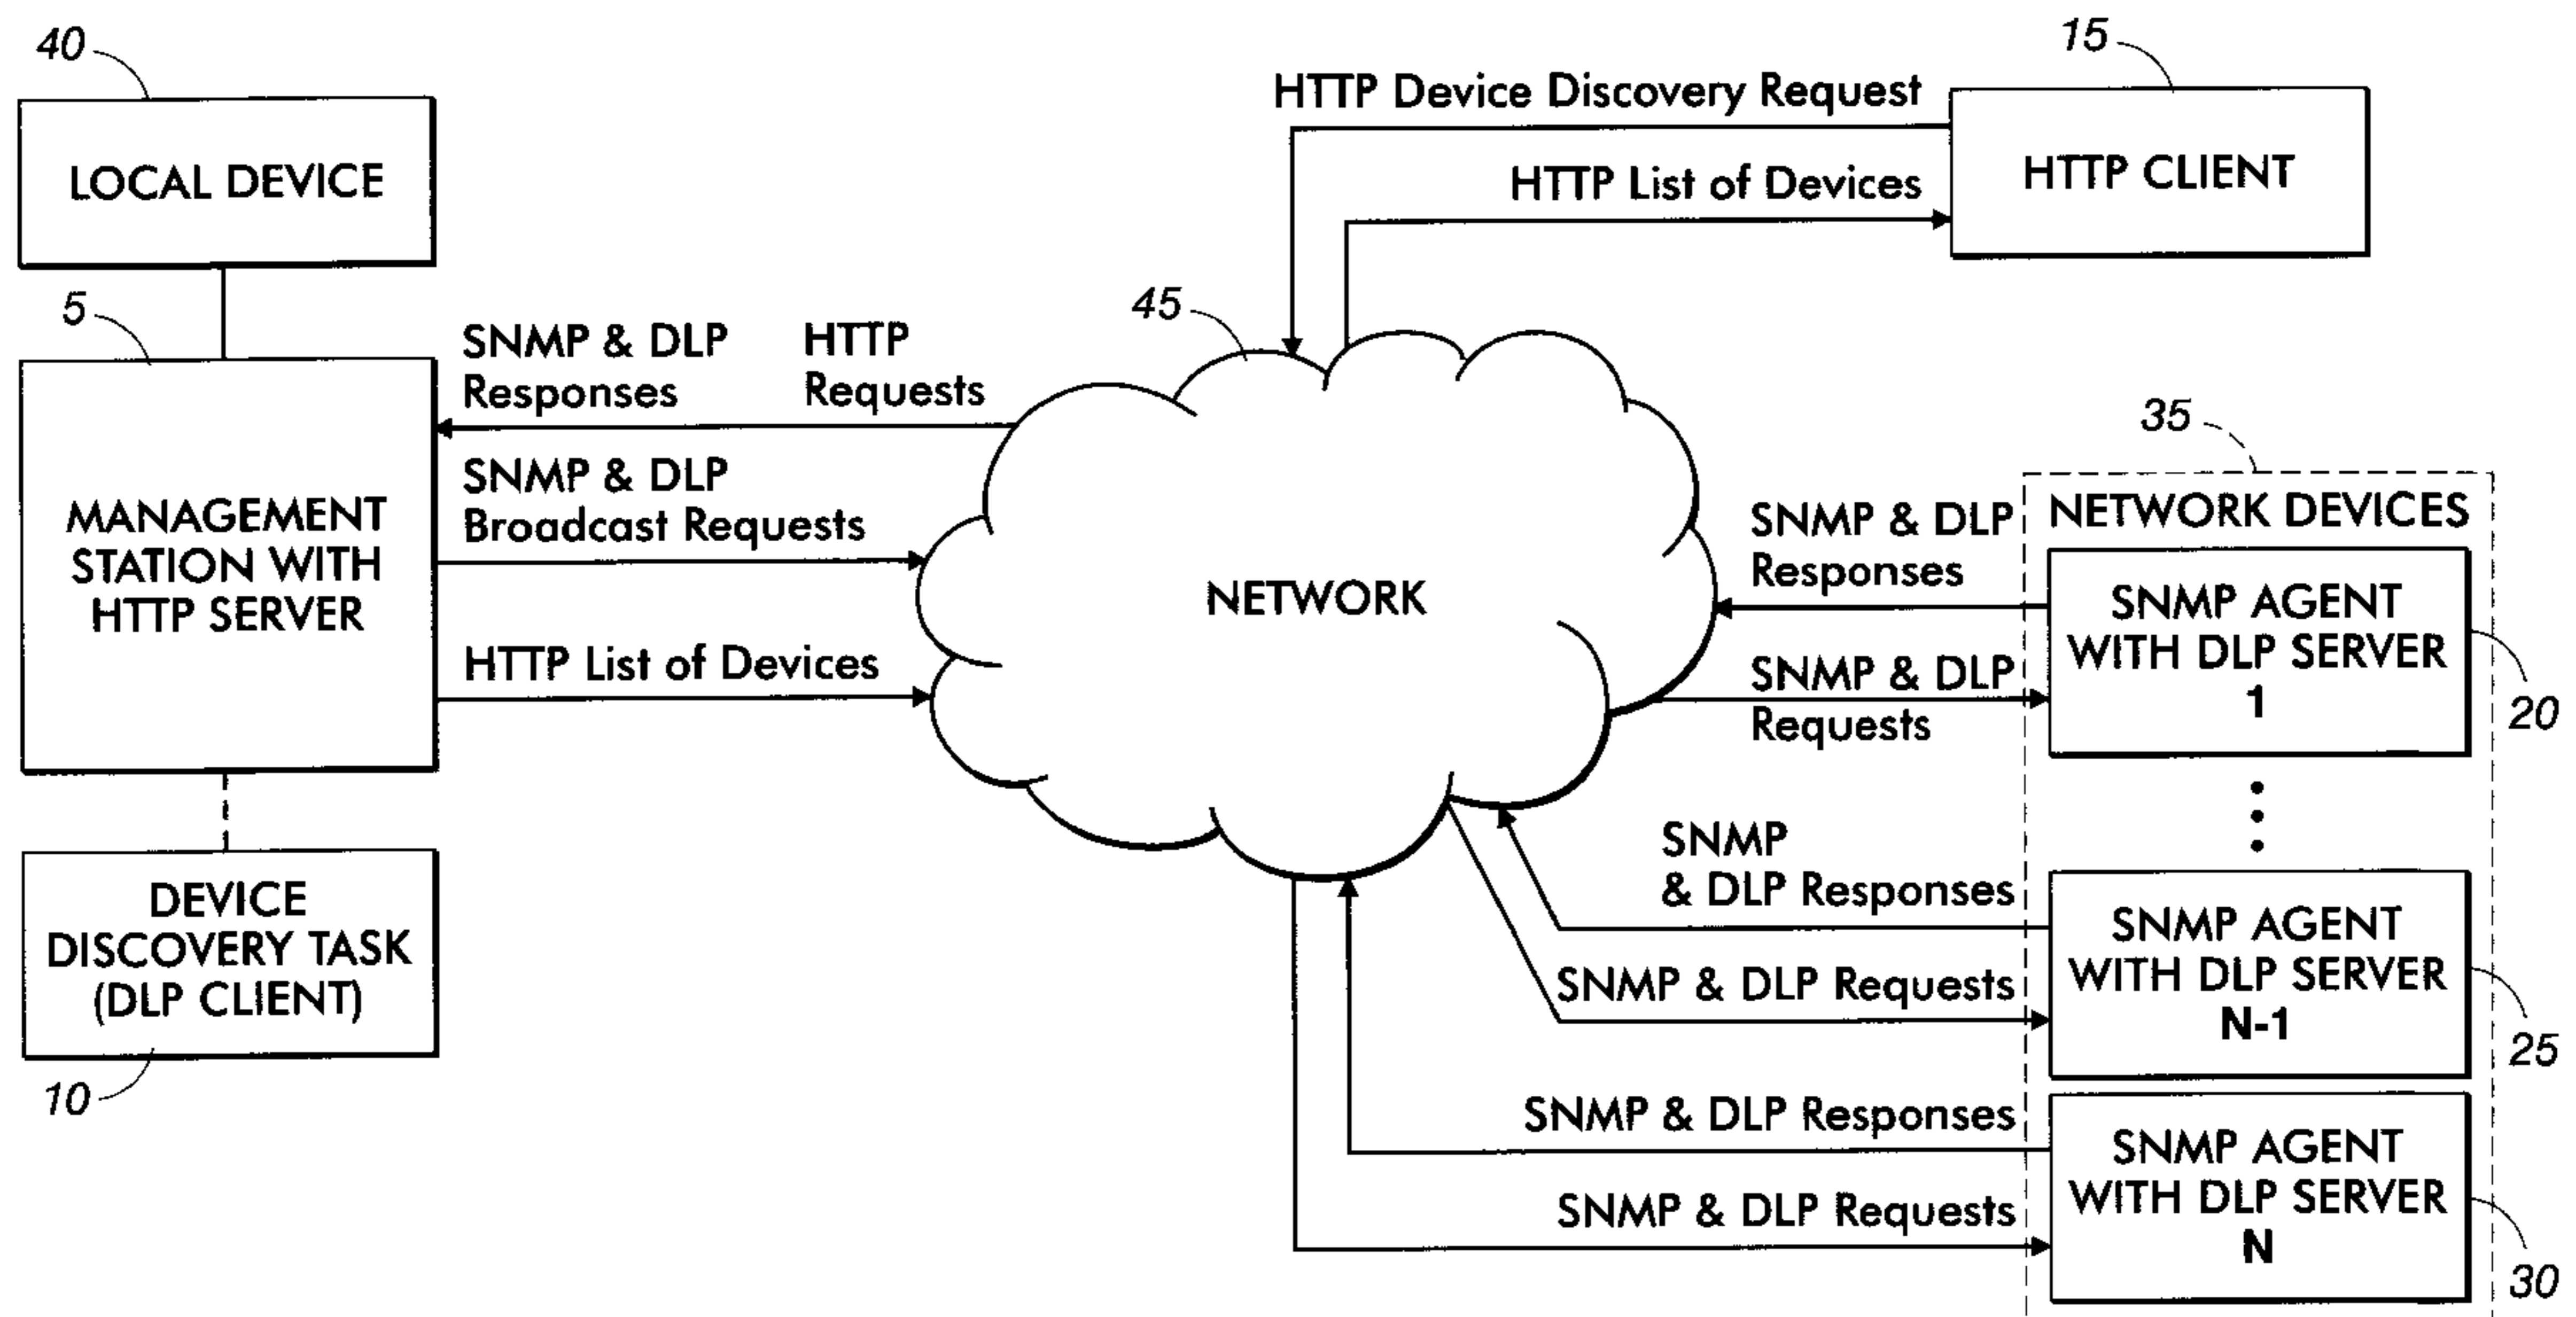 40
LOCAL DEVICE
5
MANAGEMENT
STATION WITH
HTTP SERVER
DEVICE
DISCOVERY TASK
(DLP CLIENT)
10
SNMP & DLP
Responses
HTTP
Requests
SNMP & DLP
Broadcast Requests
HTTP List of Devices
45
NETWORK
HTTP Device Discovery Request
HTTP List of Devices
15
HTTP CLIENT
35
NETWORK DEVICES
SNMP & DLP
Responses
SNMP & DLP
Requests
SNMP AGENT
WITH DLP SERVER
1
20
SNMP
& DLP Responses
SNMP & DLP Requests
SNMP AGENT
WITH DLP SERVER
N-1
25
SNMP & DLP Responses
SNMP & DLP Requests
SNMP AGENT
WITH DLP SERVER
N
30